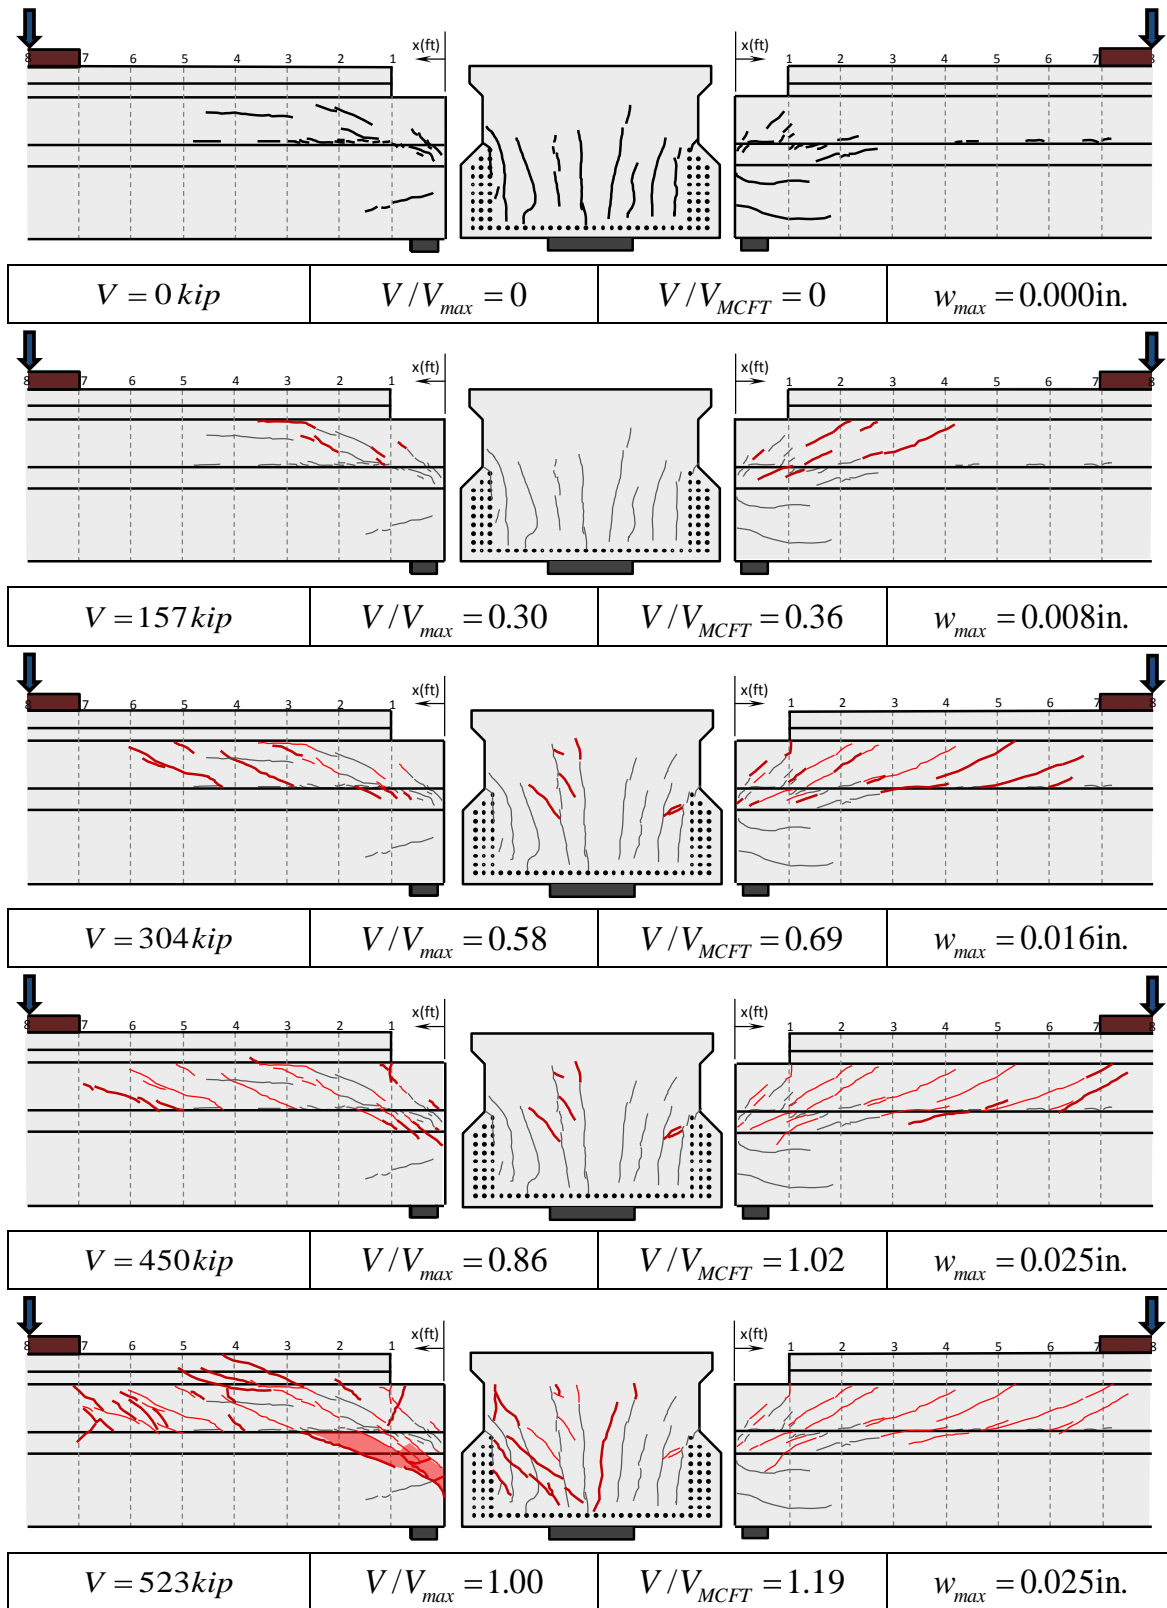 x(ft) x(ft)
8 7 6 5 4 3 2 1 1 2 3 4 5 6 7 8
V = 0 kip V/V_max = 0 V/V_MCFT = 0 w_max = 0.000in.
x(ft) x(ft)
8 7 6 5 4 3 2 1 1 2 3 4 5 6 7 8
V = 157 kip V/V_max = 0.30 V/V_MCFT = 0.36 w_max = 0.008in.
x(ft) x(ft)
8 7 6 5 4 3 2 1 1 2 3 4 5 6 7 8
V = 304 kip V/V_max = 0.58 V/V_MCFT = 0.69 w_max = 0.016in.
x(ft) x(ft)
8 7 6 5 4 3 2 1 1 2 3 4 5 6 7 8
V = 450 kip V/V_max = 0.86 V/V_MCFT = 1.02 w_max = 0.025in.
x(ft) x(ft)
8 7 6 5 4 3 2 1 1 2 3 4 5 6 7 8
V = 523 kip V/V_max = 1.00 V/V_MCFT = 1.19 w_max = 0.025in.